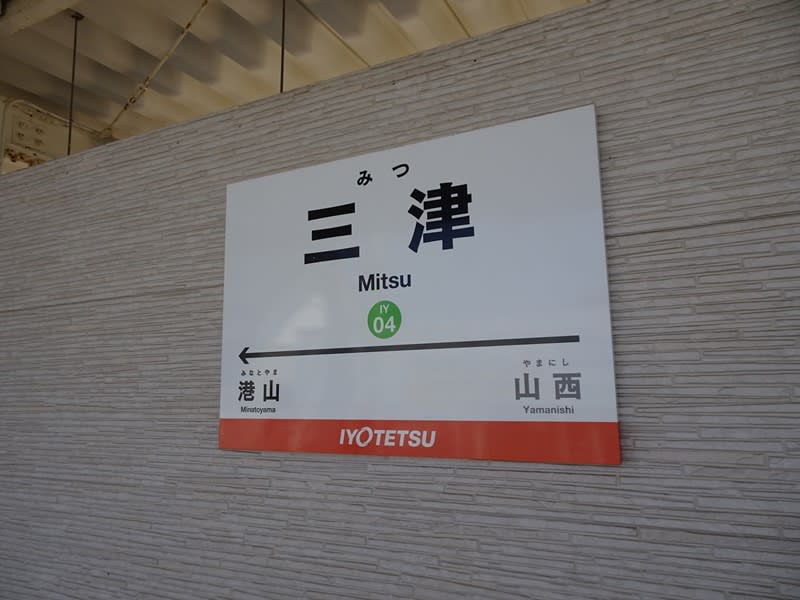 みつ
三津
Mitsu
IY
04
みなとやま
港山
Minatoyama
やまにし
山西
Yamanishi
IYOTETSU